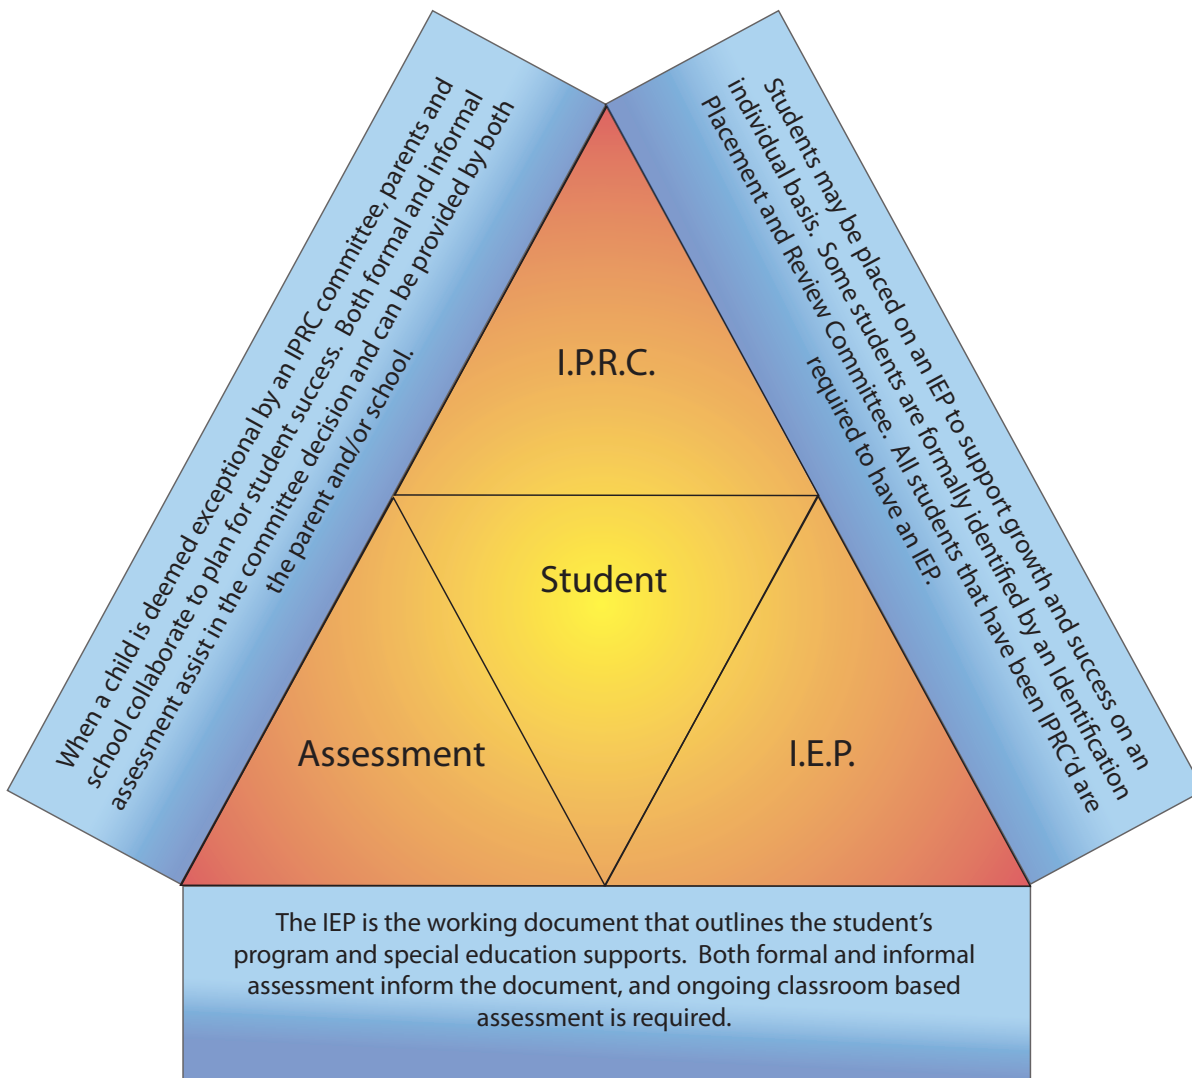 When a child is deemed exceptional by an IPRC committee, parents and
school collaborate to plan for student success.  Both formal and informal
assessment assist in the committee decision and can be provided by both
the parent and/or school.
Students may be placed on an IEP to support growth and success on an
individual basis.  Some students are formally identified by an Identification
Placement and Review Committee.  All students that have been IPRC’d are
required to have an IEP.
I.P.R.C.
Student
Assessment
I.E.P.
The IEP is the working document that outlines the student’s
program and special education supports.  Both formal and informal
assessment inform the document, and ongoing classroom based
assessment is required.